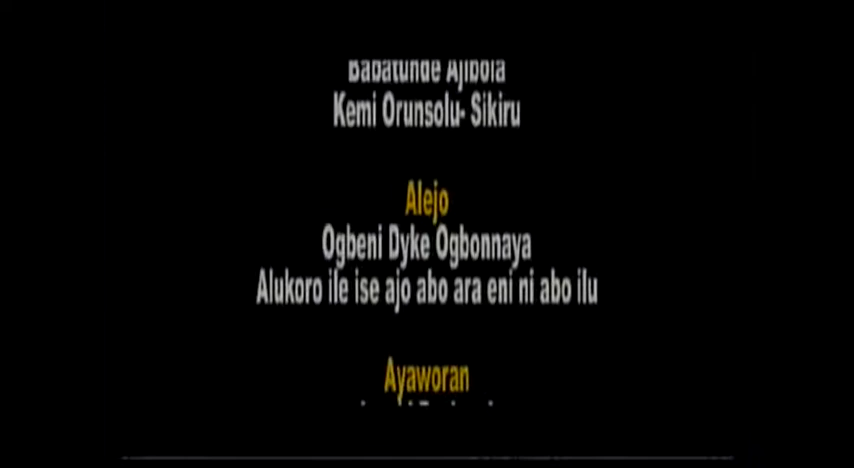 Babatunde Ajibola
Kemi Orunsolu- Sikiru
Alejo
Ogbeni Dyke Ogbonnaya
Alukoro ile ise ajo abo ara eni ni abo ilu
Ayaworan